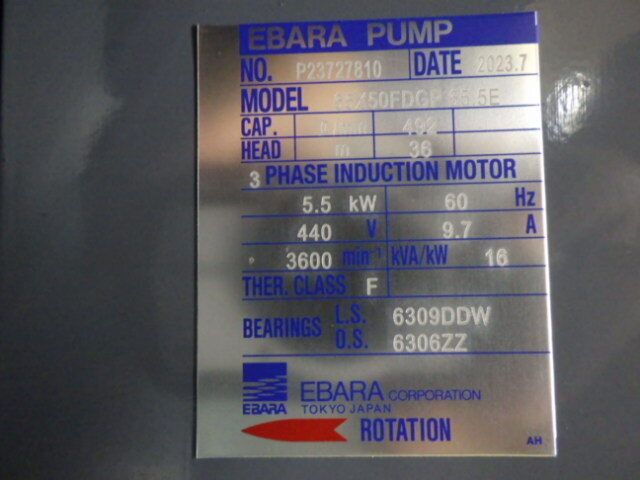 EBARA PUMP
NO. P23727810 DATE 2023.7
MODEL
CAP. 492
HEAD m 36
3 PHASE INDUCTION MOTOR
5.5 kW 60 Hz
440 V 9.7 A
3600 min⁻¹ kVA/kW 16
THER. CLASS F
BEARINGS L.S. 6309DDW
O.S. 6306ZZ
EBARA
EBARA CORPORATION
TOKYO JAPAN
ROTATION
AH